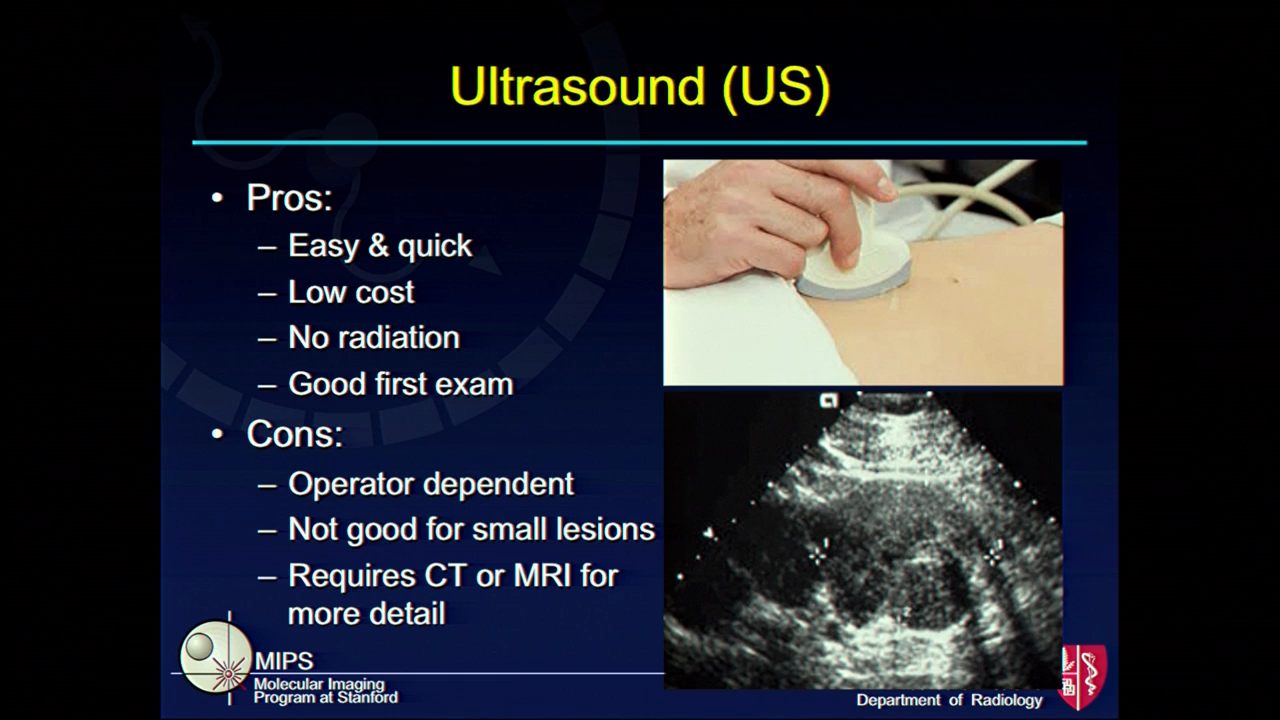 Ultrasound (US)
• Pros:
– Easy & quick
– Low cost
– No radiation
– Good first exam
• Cons:
– Operator dependent
– Not good for small lesions
– Requires CT or MRI for
more detail
MIPS
Molecular Imaging
Program at Stanford
Department of Radiology